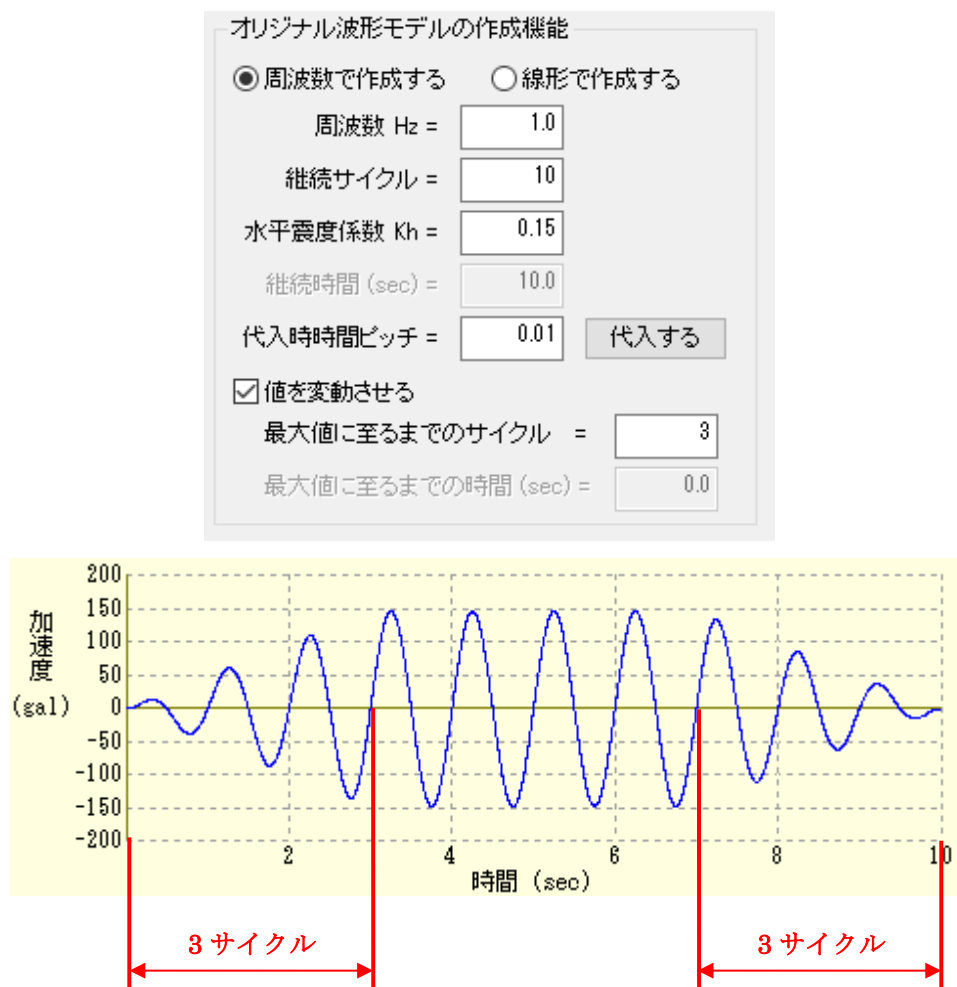 オリジナル波形モデルの作成機能
周波数で作成する 線形で作成する
周波数 Hz = 1.0
継続サイクル = 10
水平震度係数 Kh = 0.15
継続時間 (sec) = 10.0
代入時時間ピッチ = 0.01 代入する
値を変動させる
最大値に至るまでのサイクル = 3
最大値に至るまでの時間 (sec) = 0.0
200
150
100
50
0
-50
-100
-150
-200
加速度
(gal)
2 4 6 8 10
時間 (sec)
3 サイクル 3 サイクル